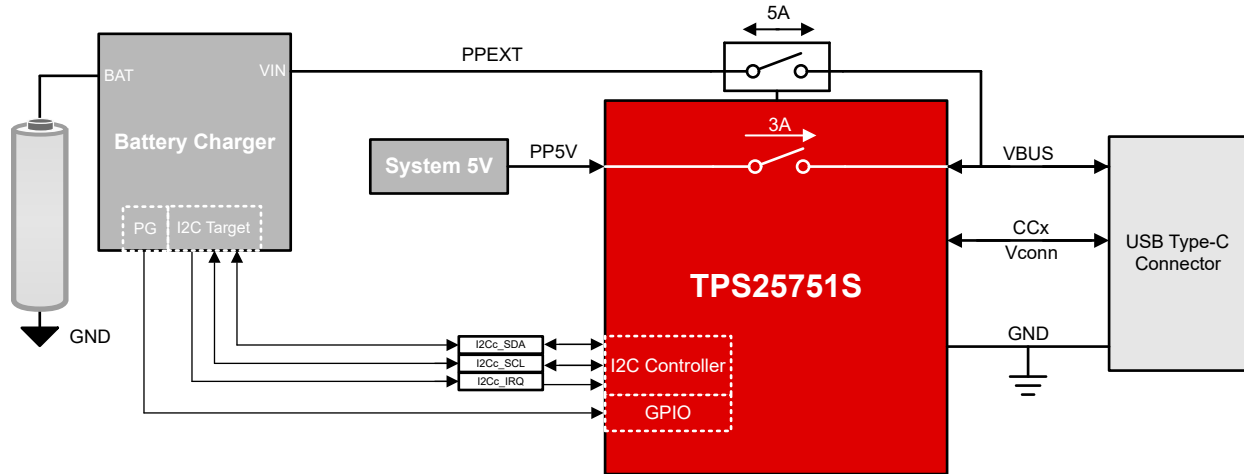 5A
PPEXT
BAT
VIN
Battery Charger
3A
System 5V
PP5V
VBUS
PG
I2C Target
CCx
Vconn
USB Type-C
Connector
TPS25751S
GND
GND
I2Cc_SDA
I2Cc_SCL
I2Cc_IRQ
I2C Controller
GPIO